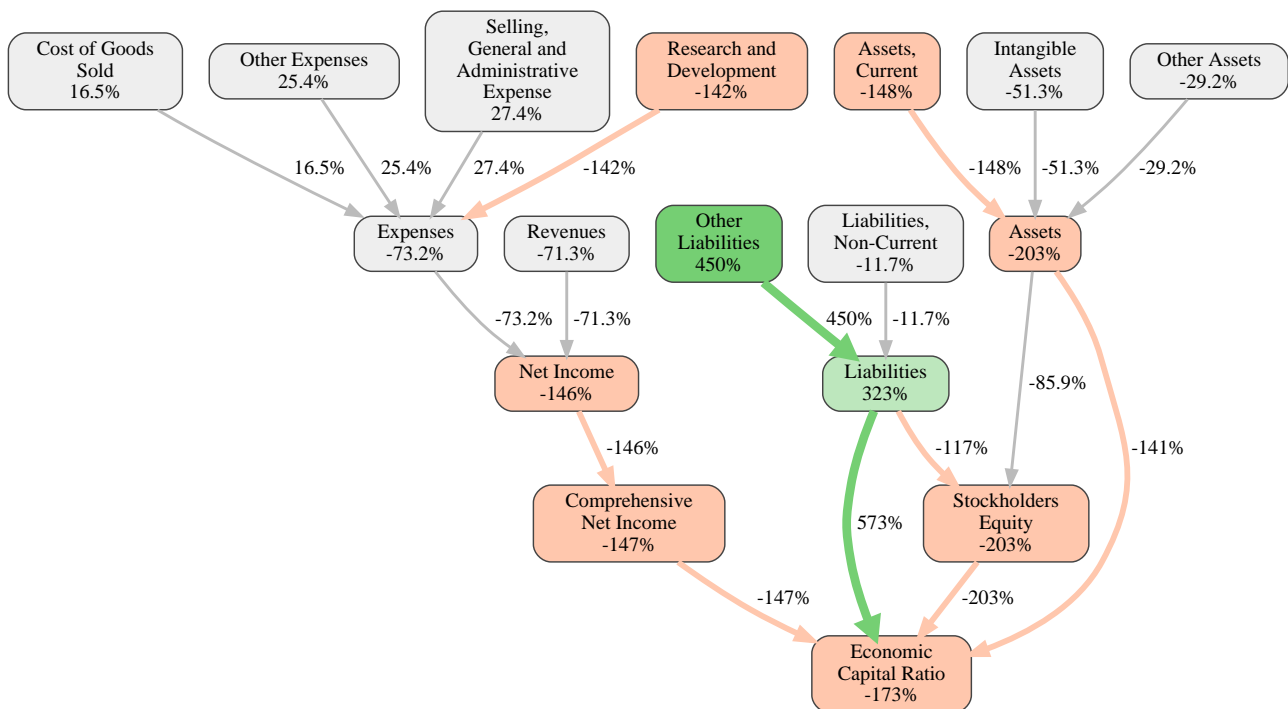 Cost of Goods
Sold
16.5%
Other Expenses
25.4%
Selling,
General and
Administrative
Expense
27.4%
Research and
Development
-142%
Assets,
Current
-148%
Intangible
Assets
-51.3%
Other Assets
-29.2%
16.5%
25.4%
27.4%
-142%
-148%
-51.3%
-29.2%
Expenses
-73.2%
Revenues
-71.3%
Other
Liabilities
450%
Liabilities,
Non-Current
-11.7%
Assets
-203%
-73.2%
-71.3%
450%
-11.7%
Net Income
-146%
Liabilities
323%
-85.9%
-146%
-117%
-141%
Comprehensive
Net Income
-147%
573%
Stockholders
Equity
-203%
-147%
-203%
Economic
Capital Ratio
-173%